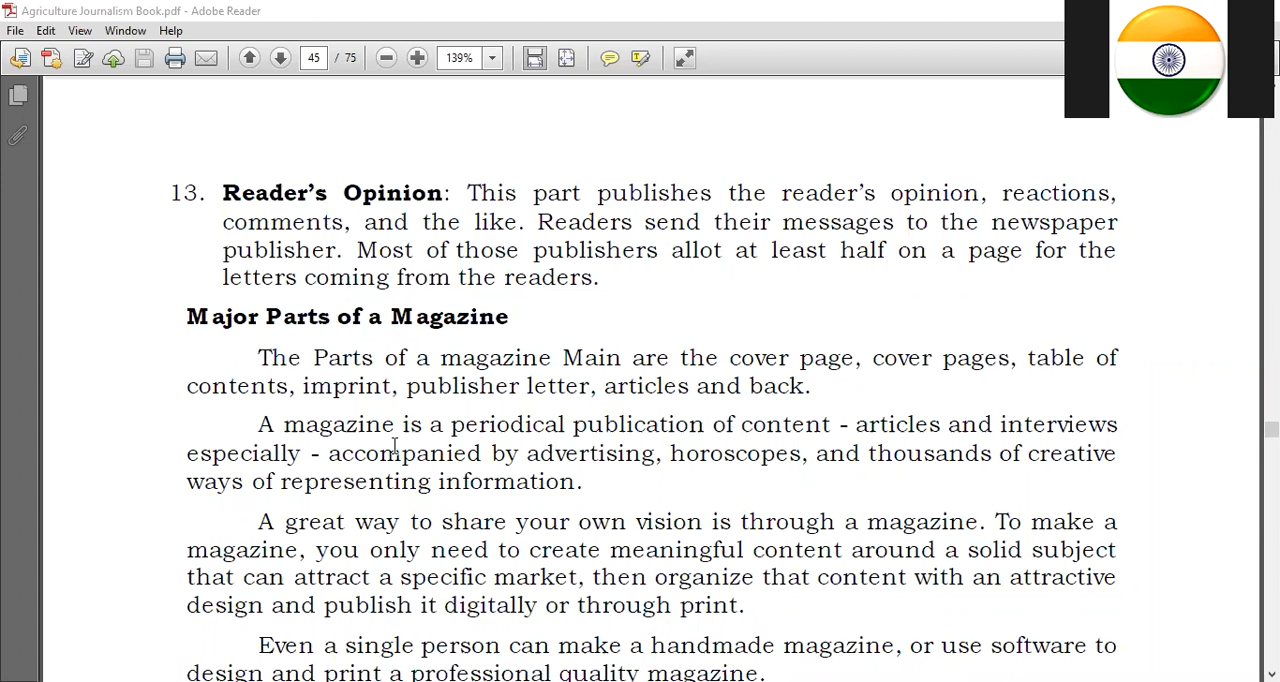 Agriculture Journalism Book.pdf - Adobe Reader
File Edit View Window Help
45 / 75 139%
13. Reader's Opinion: This part publishes the reader's opinion, reactions,
comments, and the like. Readers send their messages to the newspaper
publisher. Most of those publishers allot at least half on a page for the
letters coming from the readers.
Major Parts of a Magazine
The Parts of a magazine Main are the cover page, cover pages, table of
contents, imprint, publisher letter, articles and back.
A magazine is a periodical publication of content - articles and interviews
especially - accompanied by advertising, horoscopes, and thousands of creative
ways of representing information.
A great way to share your own vision is through a magazine. To make a
magazine, you only need to create meaningful content around a solid subject
that can attract a specific market, then organize that content with an attractive
design and publish it digitally or through print.
Even a single person can make a handmade magazine, or use software to
design and print a professional quality magazine.